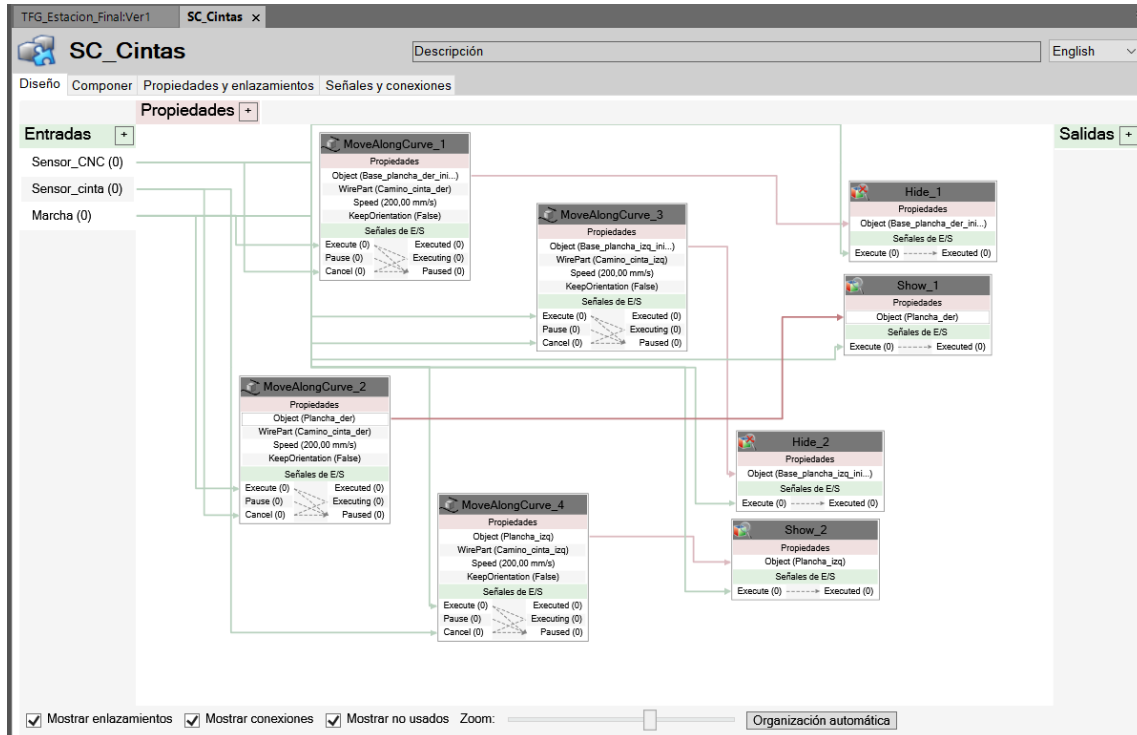 TFG_Estacion_Final:Ver1 SC_Cintas ×
SC_Cintas Descripción English
Diseño Componer Propiedades y enlazamientos Señales y conexiones
Propiedades +
Entradas +
Sensor_CNC (0)
Sensor_cinta (0)
Marcha (0)
Salidas +
MoveAlongCurve_1
Propiedades
Object (Base_plancha_der_ini...)
WirePart (Camino_cinta_der)
Speed (200,00 mm/s)
KeepOrientation (False)
Señales de E/S
Execute (0) Executed (0)
Pause (0) Executing (0)
Cancel (0) Paused (0)
MoveAlongCurve_3
Propiedades
Object (Base_plancha_izq_ini...)
WirePart (Camino_cinta_izq)
Speed (200,00 mm/s)
KeepOrientation (False)
Señales de E/S
Execute (0) Executed (0)
Pause (0) Executing (0)
Cancel (0) Paused (0)
Hide_1
Propiedades
Object (Base_plancha_der_ini...)
Señales de E/S
Execute (0) Executed (0)
Show_1
Propiedades
Object (Plancha_der)
Señales de E/S
Execute (0) Executed (0)
MoveAlongCurve_2
Propiedades
Object (Plancha_der)
WirePart (Camino_cinta_der)
Speed (200,00 mm/s)
KeepOrientation (False)
Señales de E/S
Execute (0) Executed (0)
Pause (0) Executing (0)
Cancel (0) Paused (0)
MoveAlongCurve_4
Propiedades
Object (Plancha_izq)
WirePart (Camino_cinta_izq)
Speed (200,00 mm/s)
KeepOrientation (False)
Señales de E/S
Execute (0) Executed (0)
Pause (0) Executing (0)
Cancel (0) Paused (0)
Hide_2
Propiedades
Object (Base_plancha_izq_ini...)
Señales de E/S
Execute (0) Executed (0)
Show_2
Propiedades
Object (Plancha_izq)
Señales de E/S
Execute (0) Executed (0)
Mostrar enlazamientos Mostrar conexiones Mostrar no usados Zoom: Organización automática